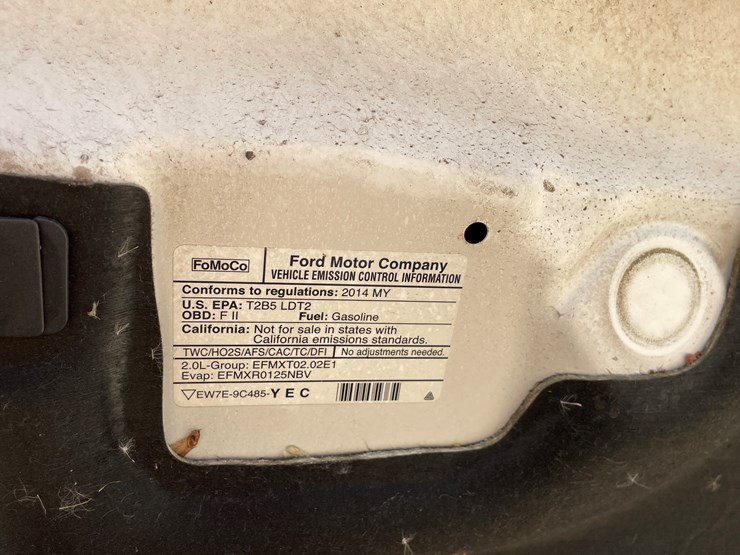 FoMoCo
Ford Motor Company
VEHICLE EMISSION CONTROL INFORMATION
Conforms to regulations: 2014 MY
U.S. EPA: T2B5 LDT2
OBD: F II Fuel: Gasoline
California: Not for sale in states with
California emissions standards.
TWC/HO2S/AFS/CAC/TC/DFI No adjustments needed.
2.0L-Group: EFMXT02.02E1
Evap: EFMXR0125NBV
EW7E-9C485-Y E C